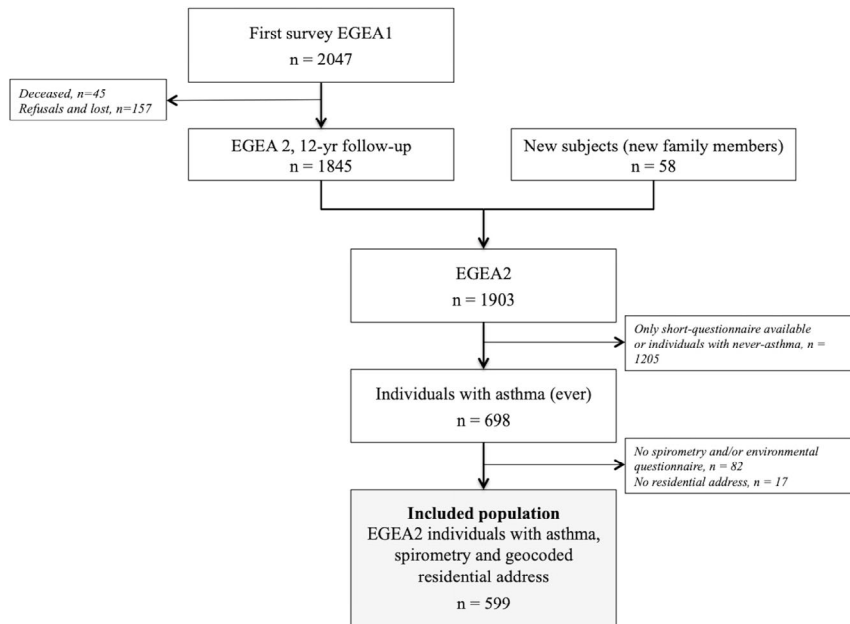 First survey EGEA1
n = 2047
Deceased, n=45
Refusals and lost, n=157
EGEA 2, 12-yr follow-up
n = 1845
New subjects (new family members)
n = 58
EGEA2
n = 1903
Only short-questionnaire available
or individuals with never-asthma, n =
1205
Individuals with asthma (ever)
n = 698
No spirometry and/or environmental
questionnaire, n = 82
No residential address, n = 17
Included population
EGEA2 individuals with asthma,
spirometry and geocoded
residential address
n = 599